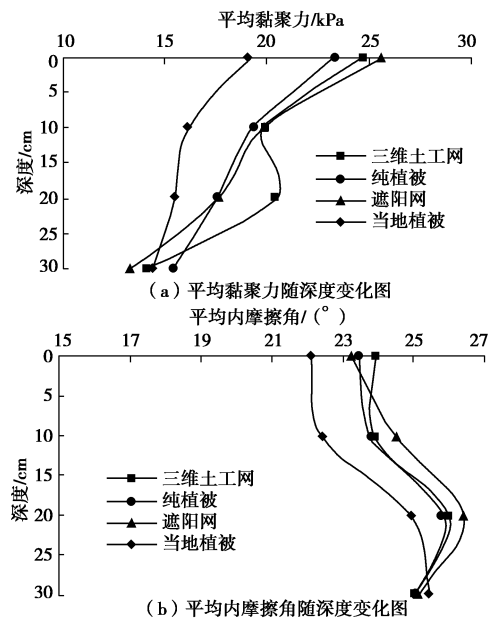 平均黏聚力/kPa
10 15 20 25 30
0
5
10
15
20
25
30
深度/cm
三维土工网
纯植被
遮阳网
当地植被
（a）平均黏聚力随深度变化图
平均内摩擦角/（°）
15 17 19 21 23 25 27
0
5
10
15
20
25
30
深度/cm
三维土工网
纯植被
遮阳网
当地植被
（b）平均内摩擦角随深度变化图